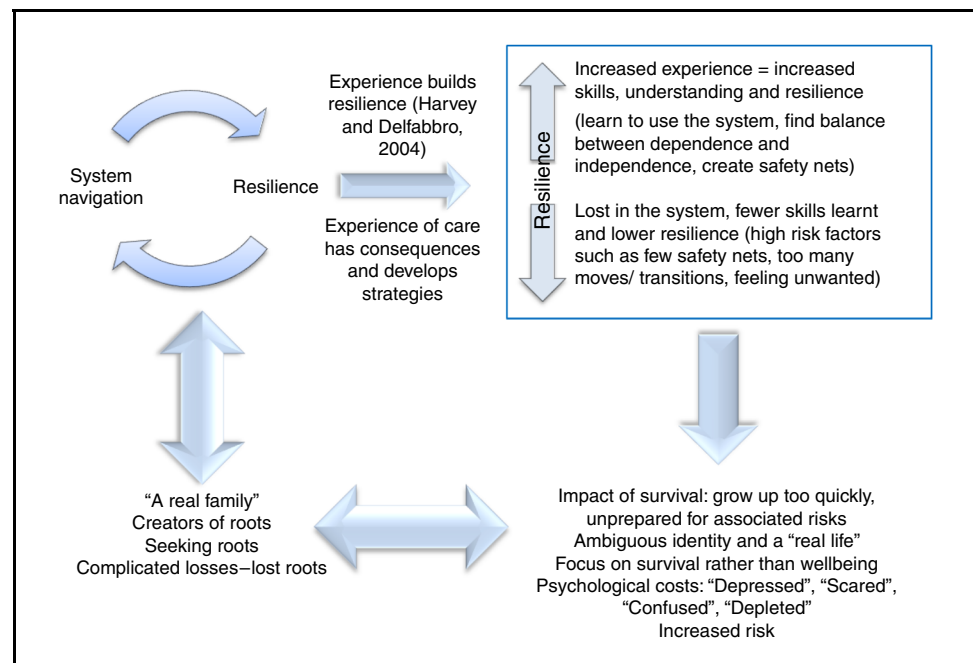 System
navigation
Resilience
Experience builds
resilience (Harvey
and Delfabbro,
2004)
Experience of care
has consequences
and develops
strategies
Resilience
Increased experience = increased
skills, understanding and resilience
(learn to use the system, find balance
between dependence and
independence, create safety nets)
Lost in the system, fewer skills learnt
and lower resilience (high risk factors
such as few safety nets, too many
moves/ transitions, feeling unwanted)
“A real family”
Creators of roots
Seeking roots
Complicated losses–lost roots
Impact of survival: grow up too quickly,
unprepared for associated risks
Ambiguous identity and a “real life”
Focus on survival rather than wellbeing
Psychological costs: “Depressed”, “Scared”,
“Confused”, “Depleted”
Increased risk